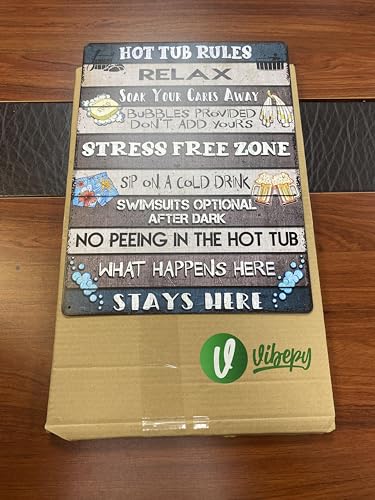 HOT TUB RULES
RELAX
SOAK YOUR CARES AWAY
BUBBLES PROVIDED
DON'T ADD YOURS
STRESS FREE ZONE
SIP ON A COLD DRINK
SWIMSUITS OPTIONAL
AFTER DARK
NO PEEING IN THE HOT TUB
WHAT HAPPENS HERE
STAYS HERE
V Vibepy